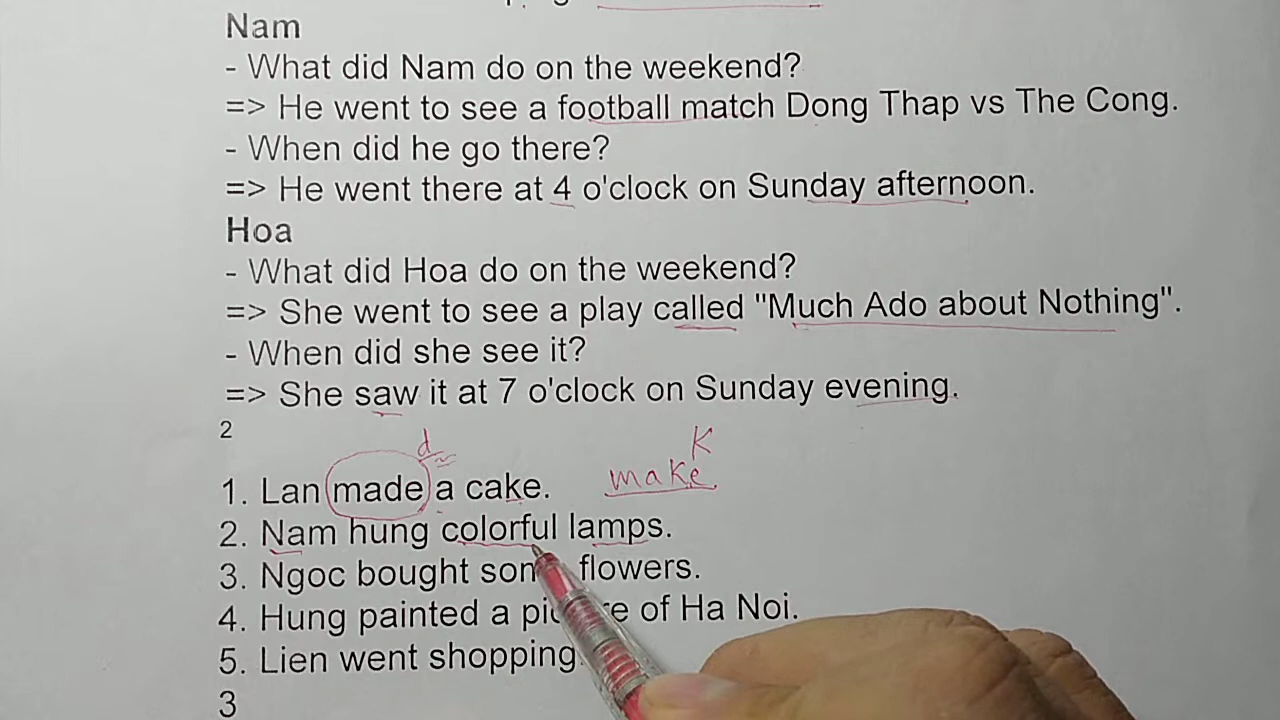 Nam
- What did Nam do on the weekend?
=> He went to see a football match Dong Thap vs The Cong.
- When did he go there?
=> He went there at 4 o'clock on Sunday afternoon.
Hoa
- What did Hoa do on the weekend?
=> She went to see a play called "Much Ado about Nothing".
- When did she see it?
=> She saw it at 7 o'clock on Sunday evening.
2
d K
1. Lan made a cake. make
2. Nam hung colorful lamps.
3. Ngoc bought flowers.
4. Hung painted a of Ha Noi.
5. Lien went shopping
3